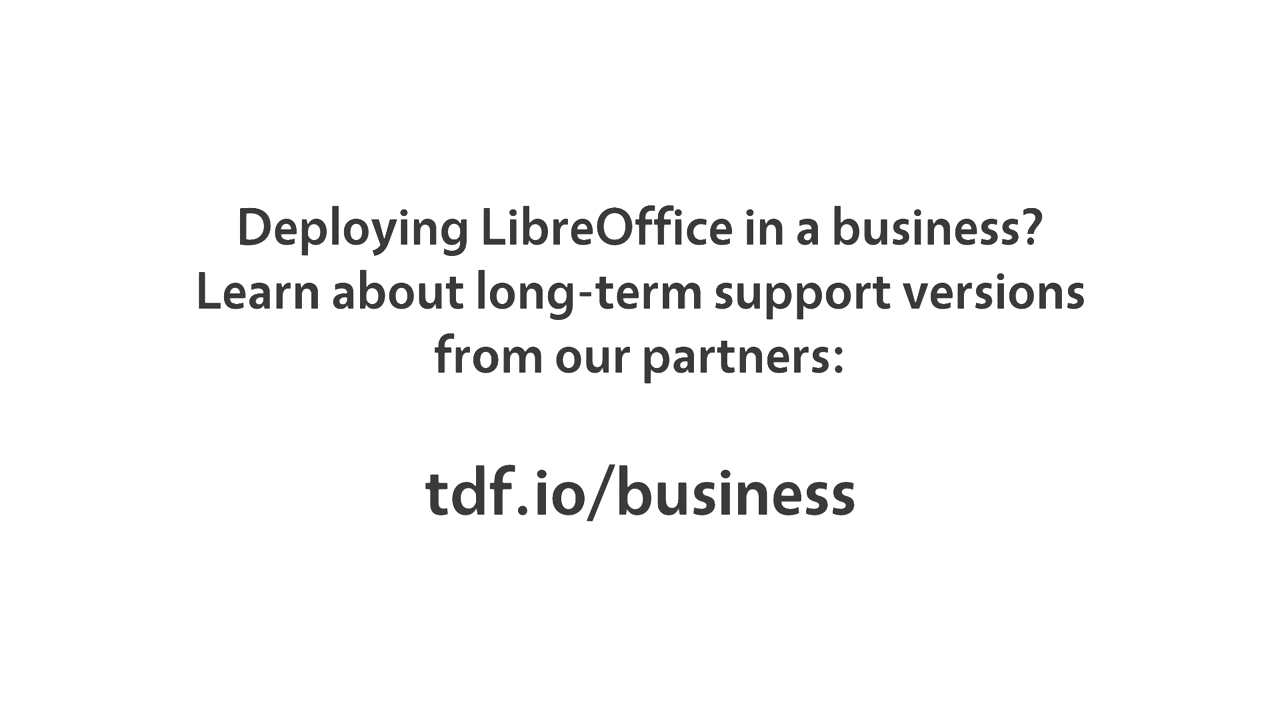 Deploying LibreOffice in a business?
Learn about long-term support versions
from our partners:
tdf.io/business